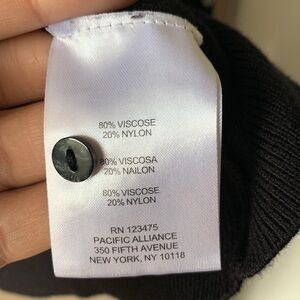 80% VISCOSE
20% NYLON
80% VISCOSA
20% NAILON
80% VISCOSE
20% NYLON
RN 123475
PACIFIC ALLIANCE
350 FIFTH AVENUE
NEW YORK, NY 10118